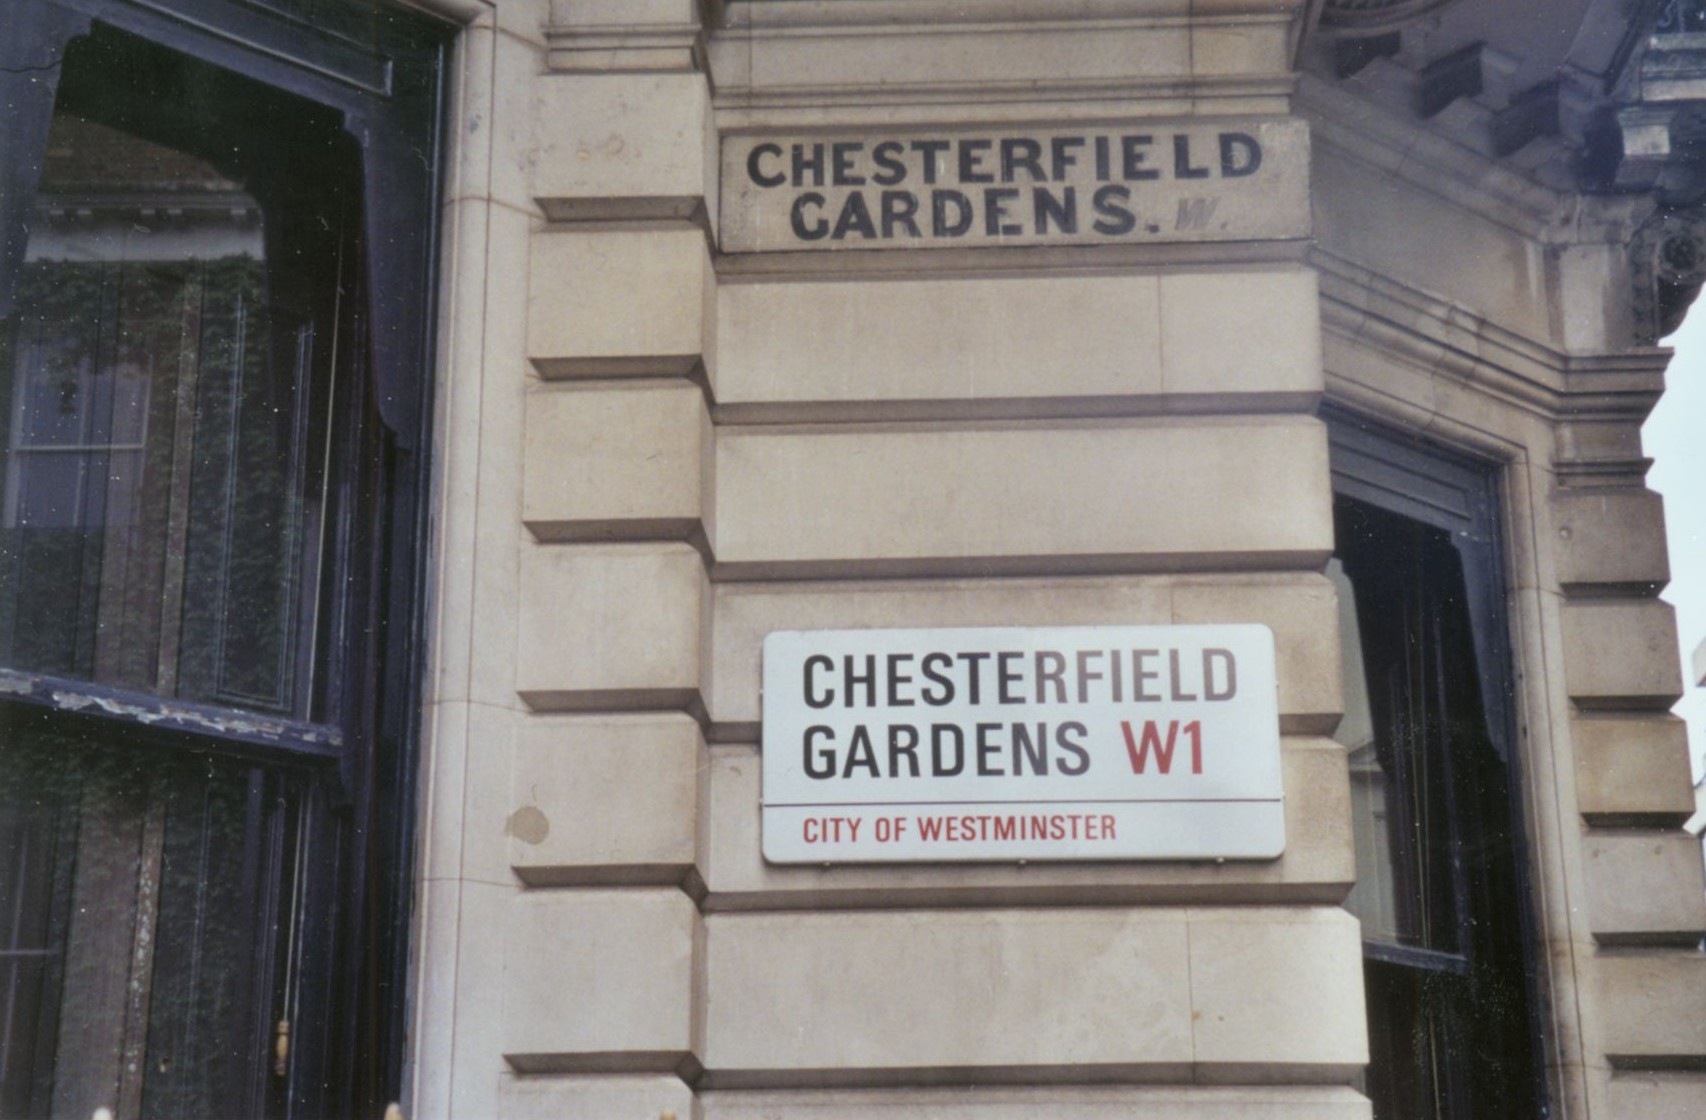 CHESTERFIELD
GARDENS. W.
CHESTERFIELD
GARDENS W1
CITY OF WESTMINSTER